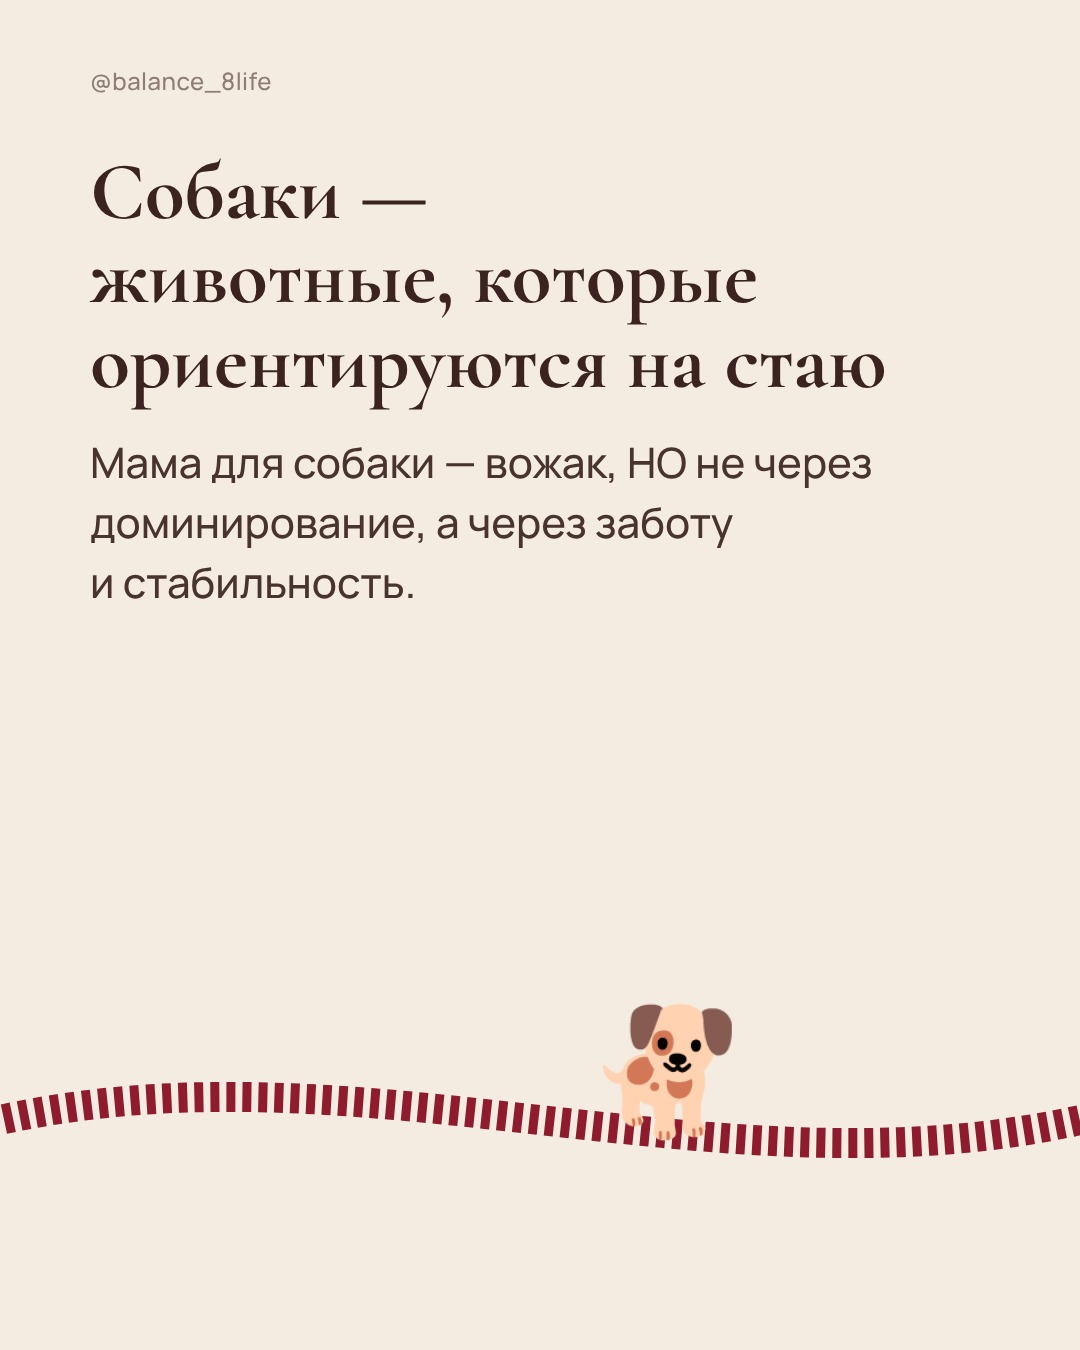 @balance_8life
Собаки —
животные, которые
ориентируются на стаю
Мама для собаки — вожак, НО не через
доминирование, а через заботу
и стабильность.